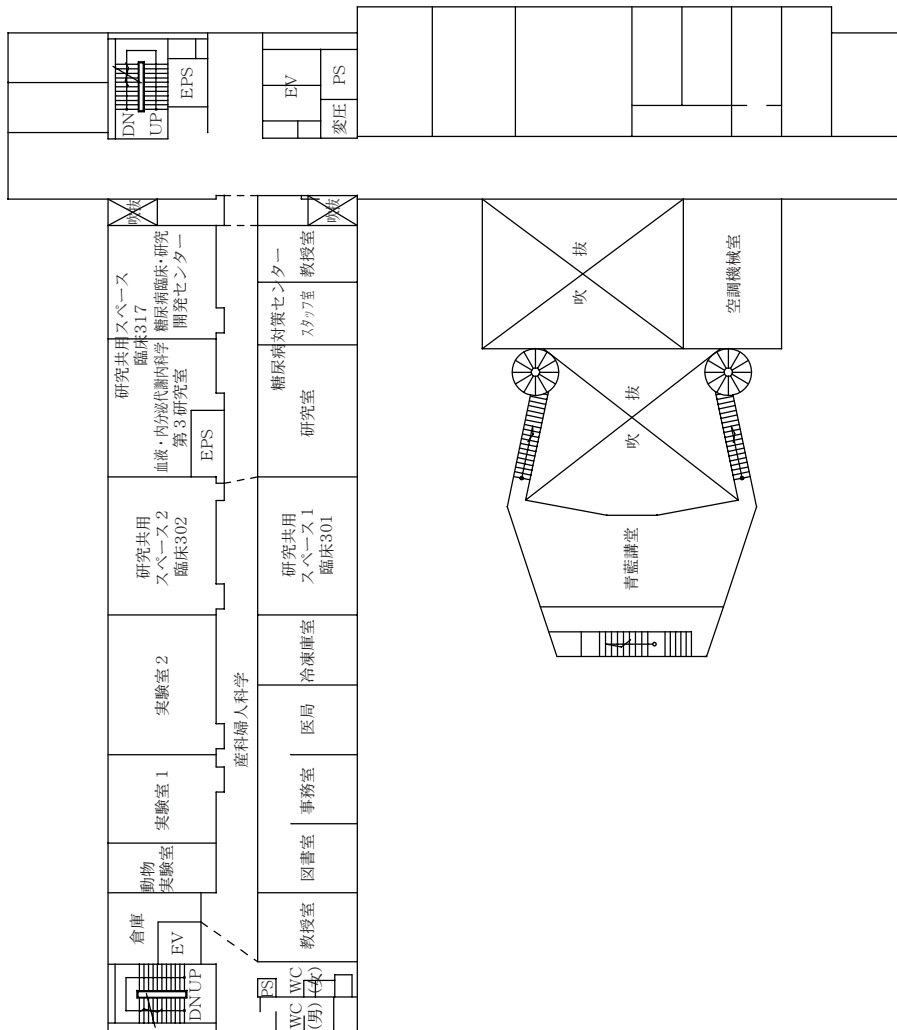 DN
UP
EPS
EV
PS
変圧
吹抜
研究共用スペース
臨床317
糖尿病臨床・研究
開発センター
血液・内分泌代謝内科学
第3研究室
EPS
研究共用
スペース2
臨床302
実験室2
実験室1
動物
実験室
倉庫
EV
DN
UP
産科婦人科学
吹抜
糖尿病対策センター
教授室
スタッフ室
研究室
研究共用
スペース1
臨床301
冷凍庫室
医局
事務室
図書室
教授室
PS
WC
(女)
WC
(男)
吹抜
空調機械室
吹抜
青藍講堂